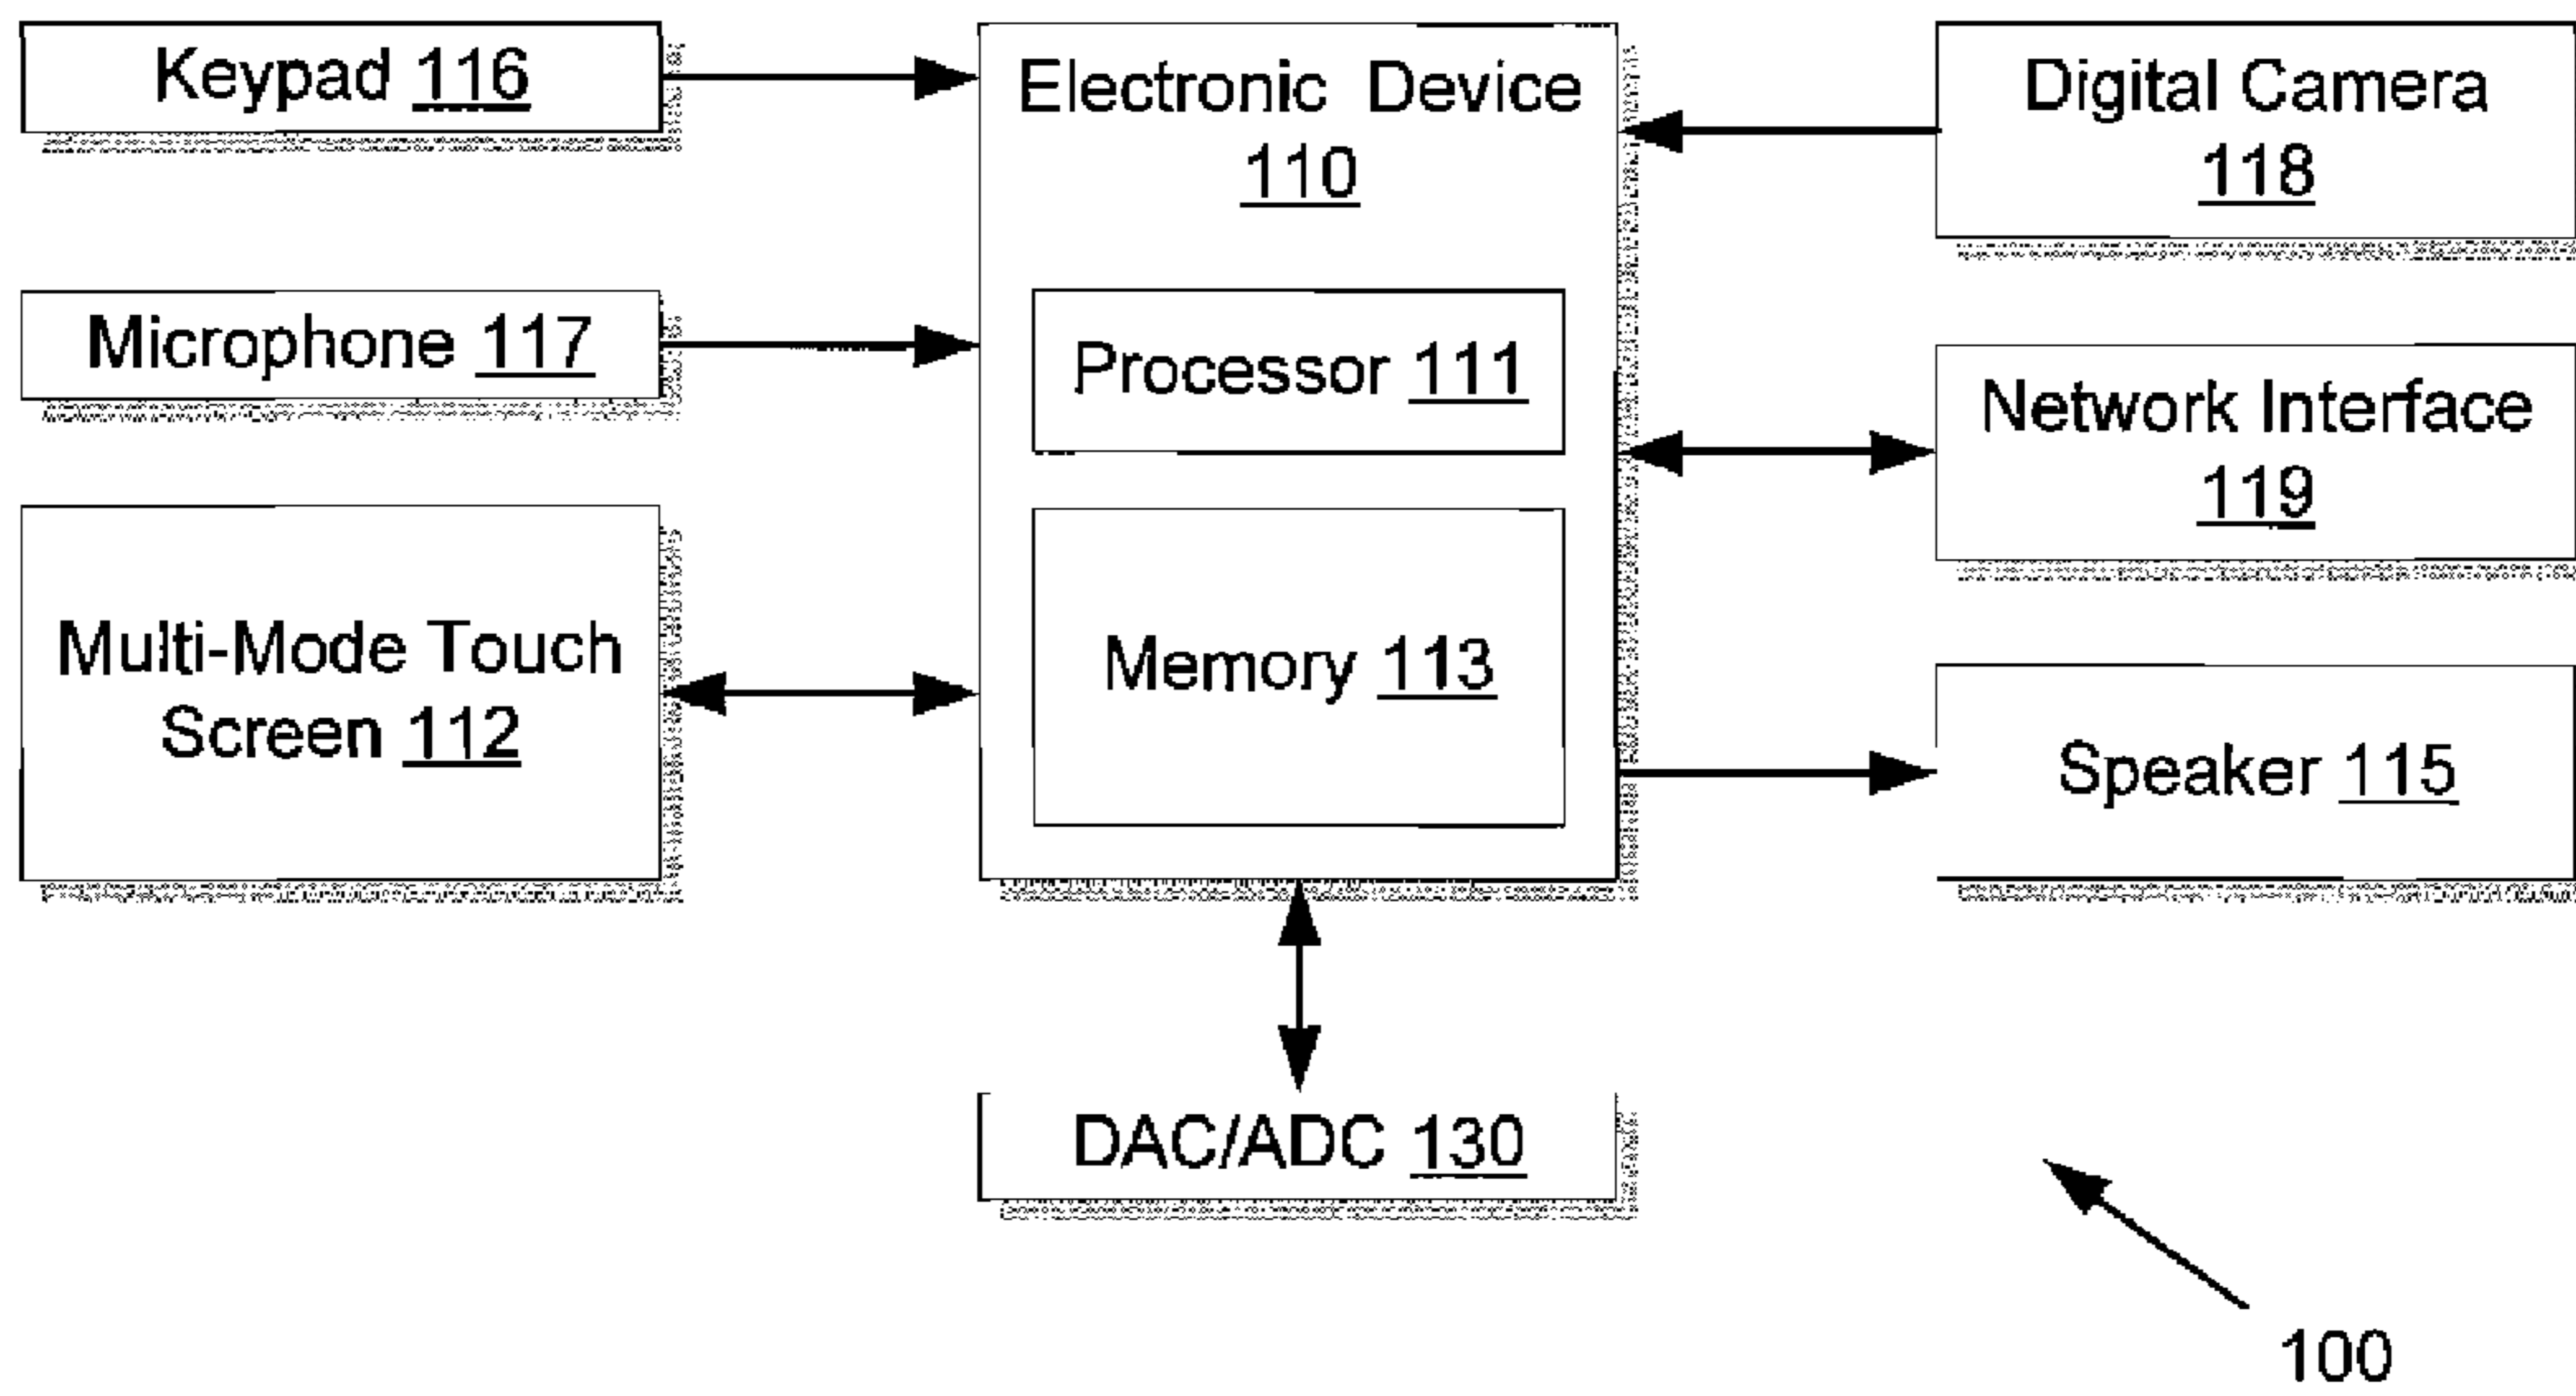 Keypad 116
Microphone 117
Multi-Mode Touch
Screen 112
Electronic Device
110
Processor 111
Memory 113
DAC/ADC 130
Digital Camera
118
Network Interface
119
Speaker 115
100